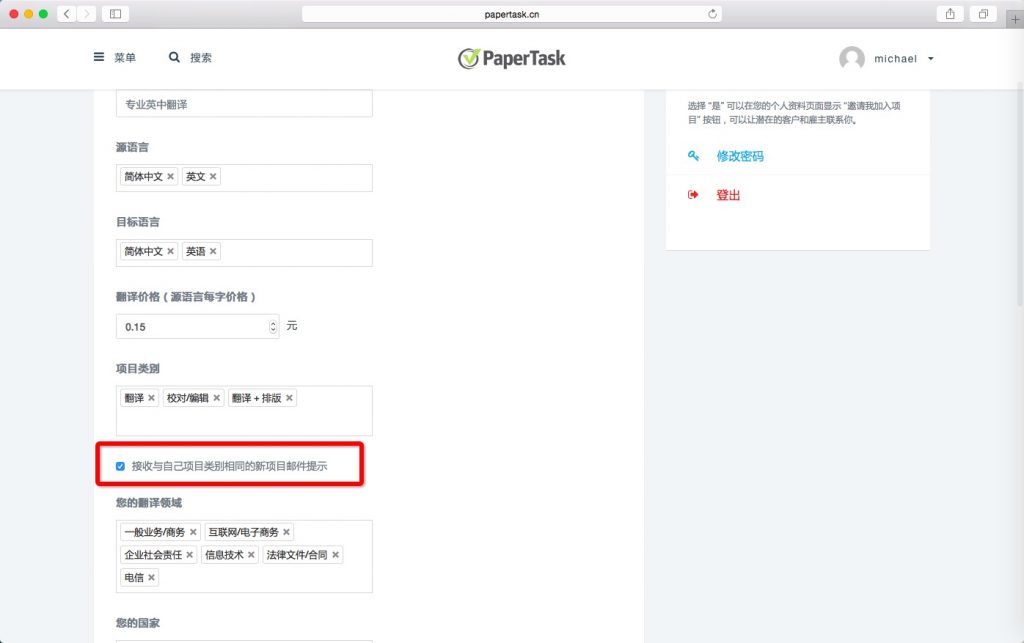 papertask.cn
菜单
搜索
PaperTask
michael
专业英中翻译
源语言
简体中文 × 英文 ×
目标语言
简体中文 × 英语 ×
翻译价格（源语言每字价格）
0.15 元
项目类别
翻译 × 校对/编辑 × 翻译 + 排版 ×
接收与自己项目类别相同的新项目邮件提示
您的翻译领域
一般业务/商务 × 互联网/电子商务 ×
企业社会责任 × 信息技术 × 法律文件/合同 ×
电信 ×
您的国家
选择 “是” 可以在您的个人资料页面显示 “邀请我加入项
目” 按钮，可以让潜在的客户和雇主联系你。
修改密码
登出